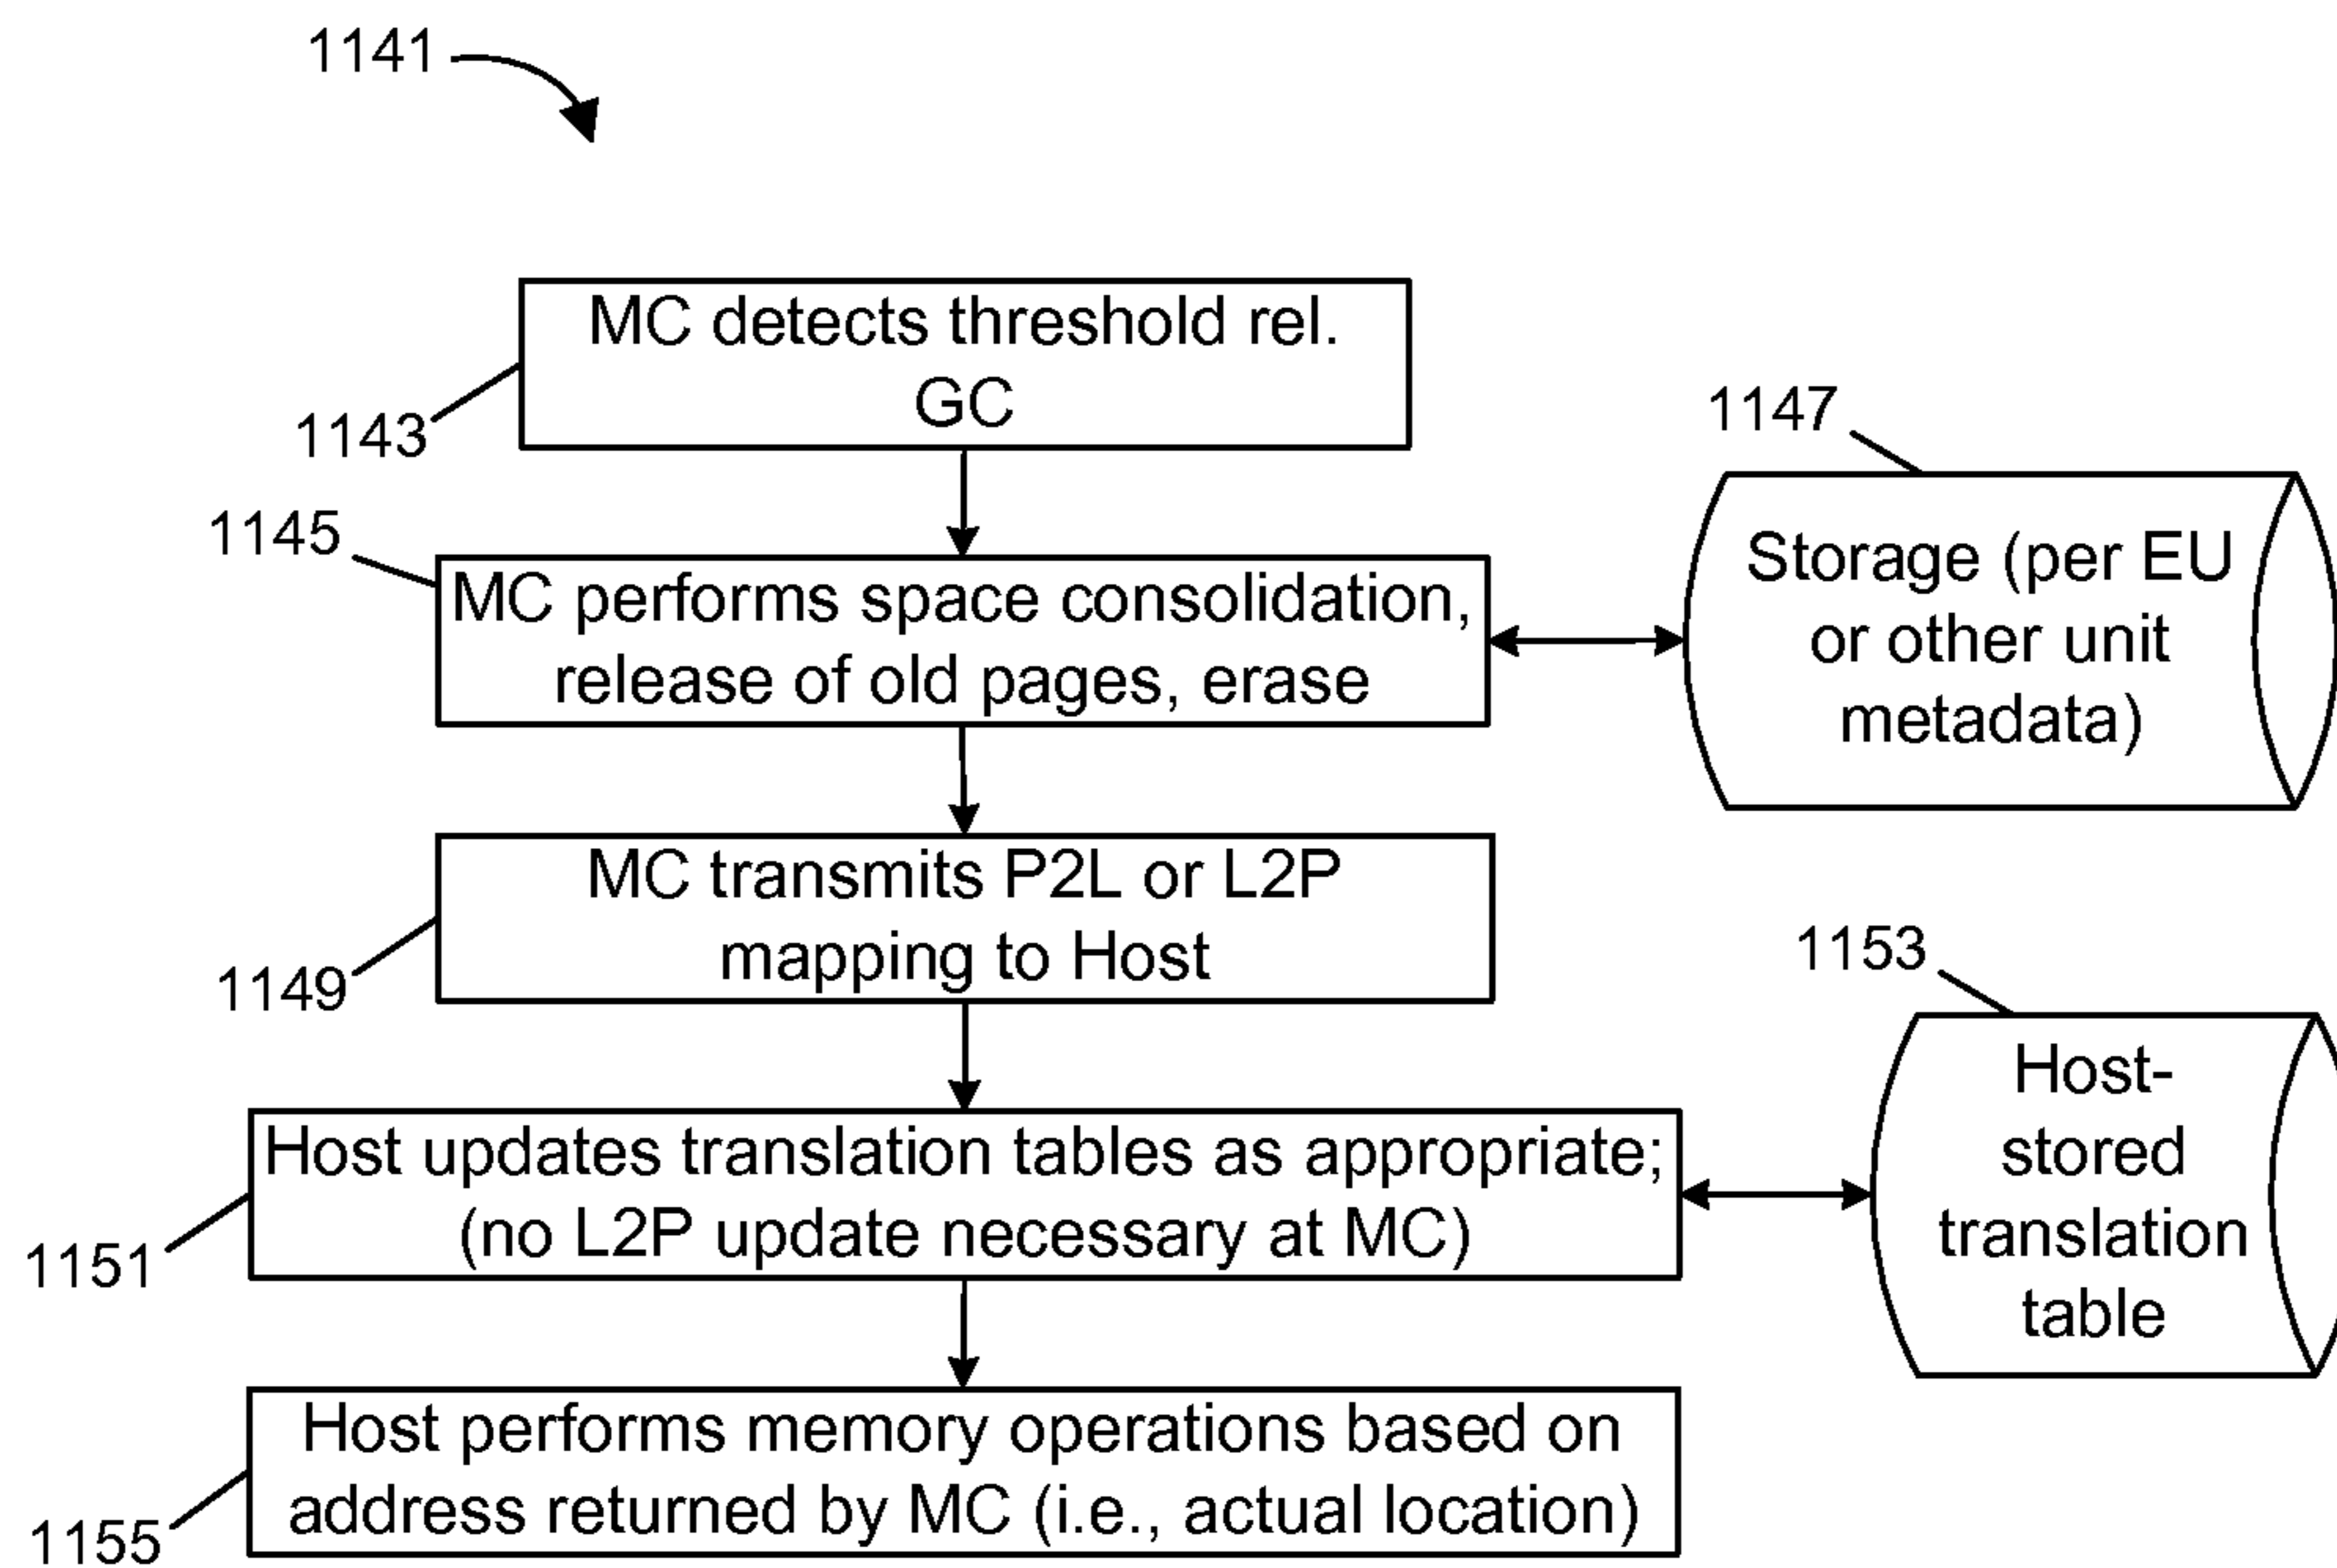 1141
MC detects threshold rel.
GC
1143
1147
1145
MC performs space consolidation,
release of old pages, erase
Storage (per EU
or other unit
metadata)
MC transmits P2L or L2P
mapping to Host
1149
1153
Host updates translation tables as appropriate;
(no L2P update necessary at MC)
1151
Host-
stored
translation
table
Host performs memory operations based on
address returned by MC (i.e., actual location)
1155